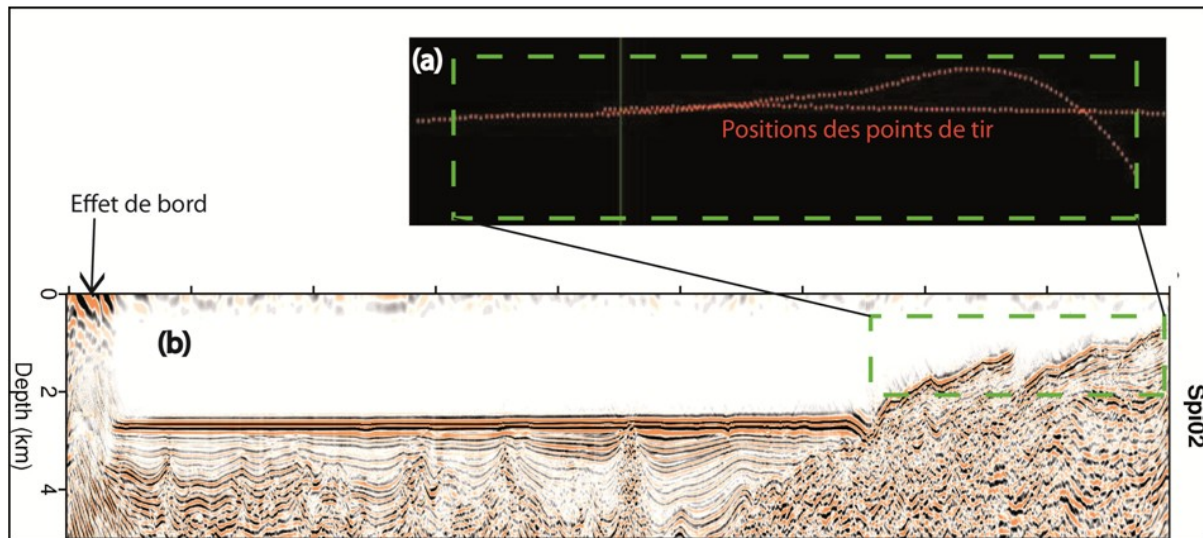 (a)
Positions des points de tir
Effet de bord
0
(b)
2
4
Depth (km)
Spi02